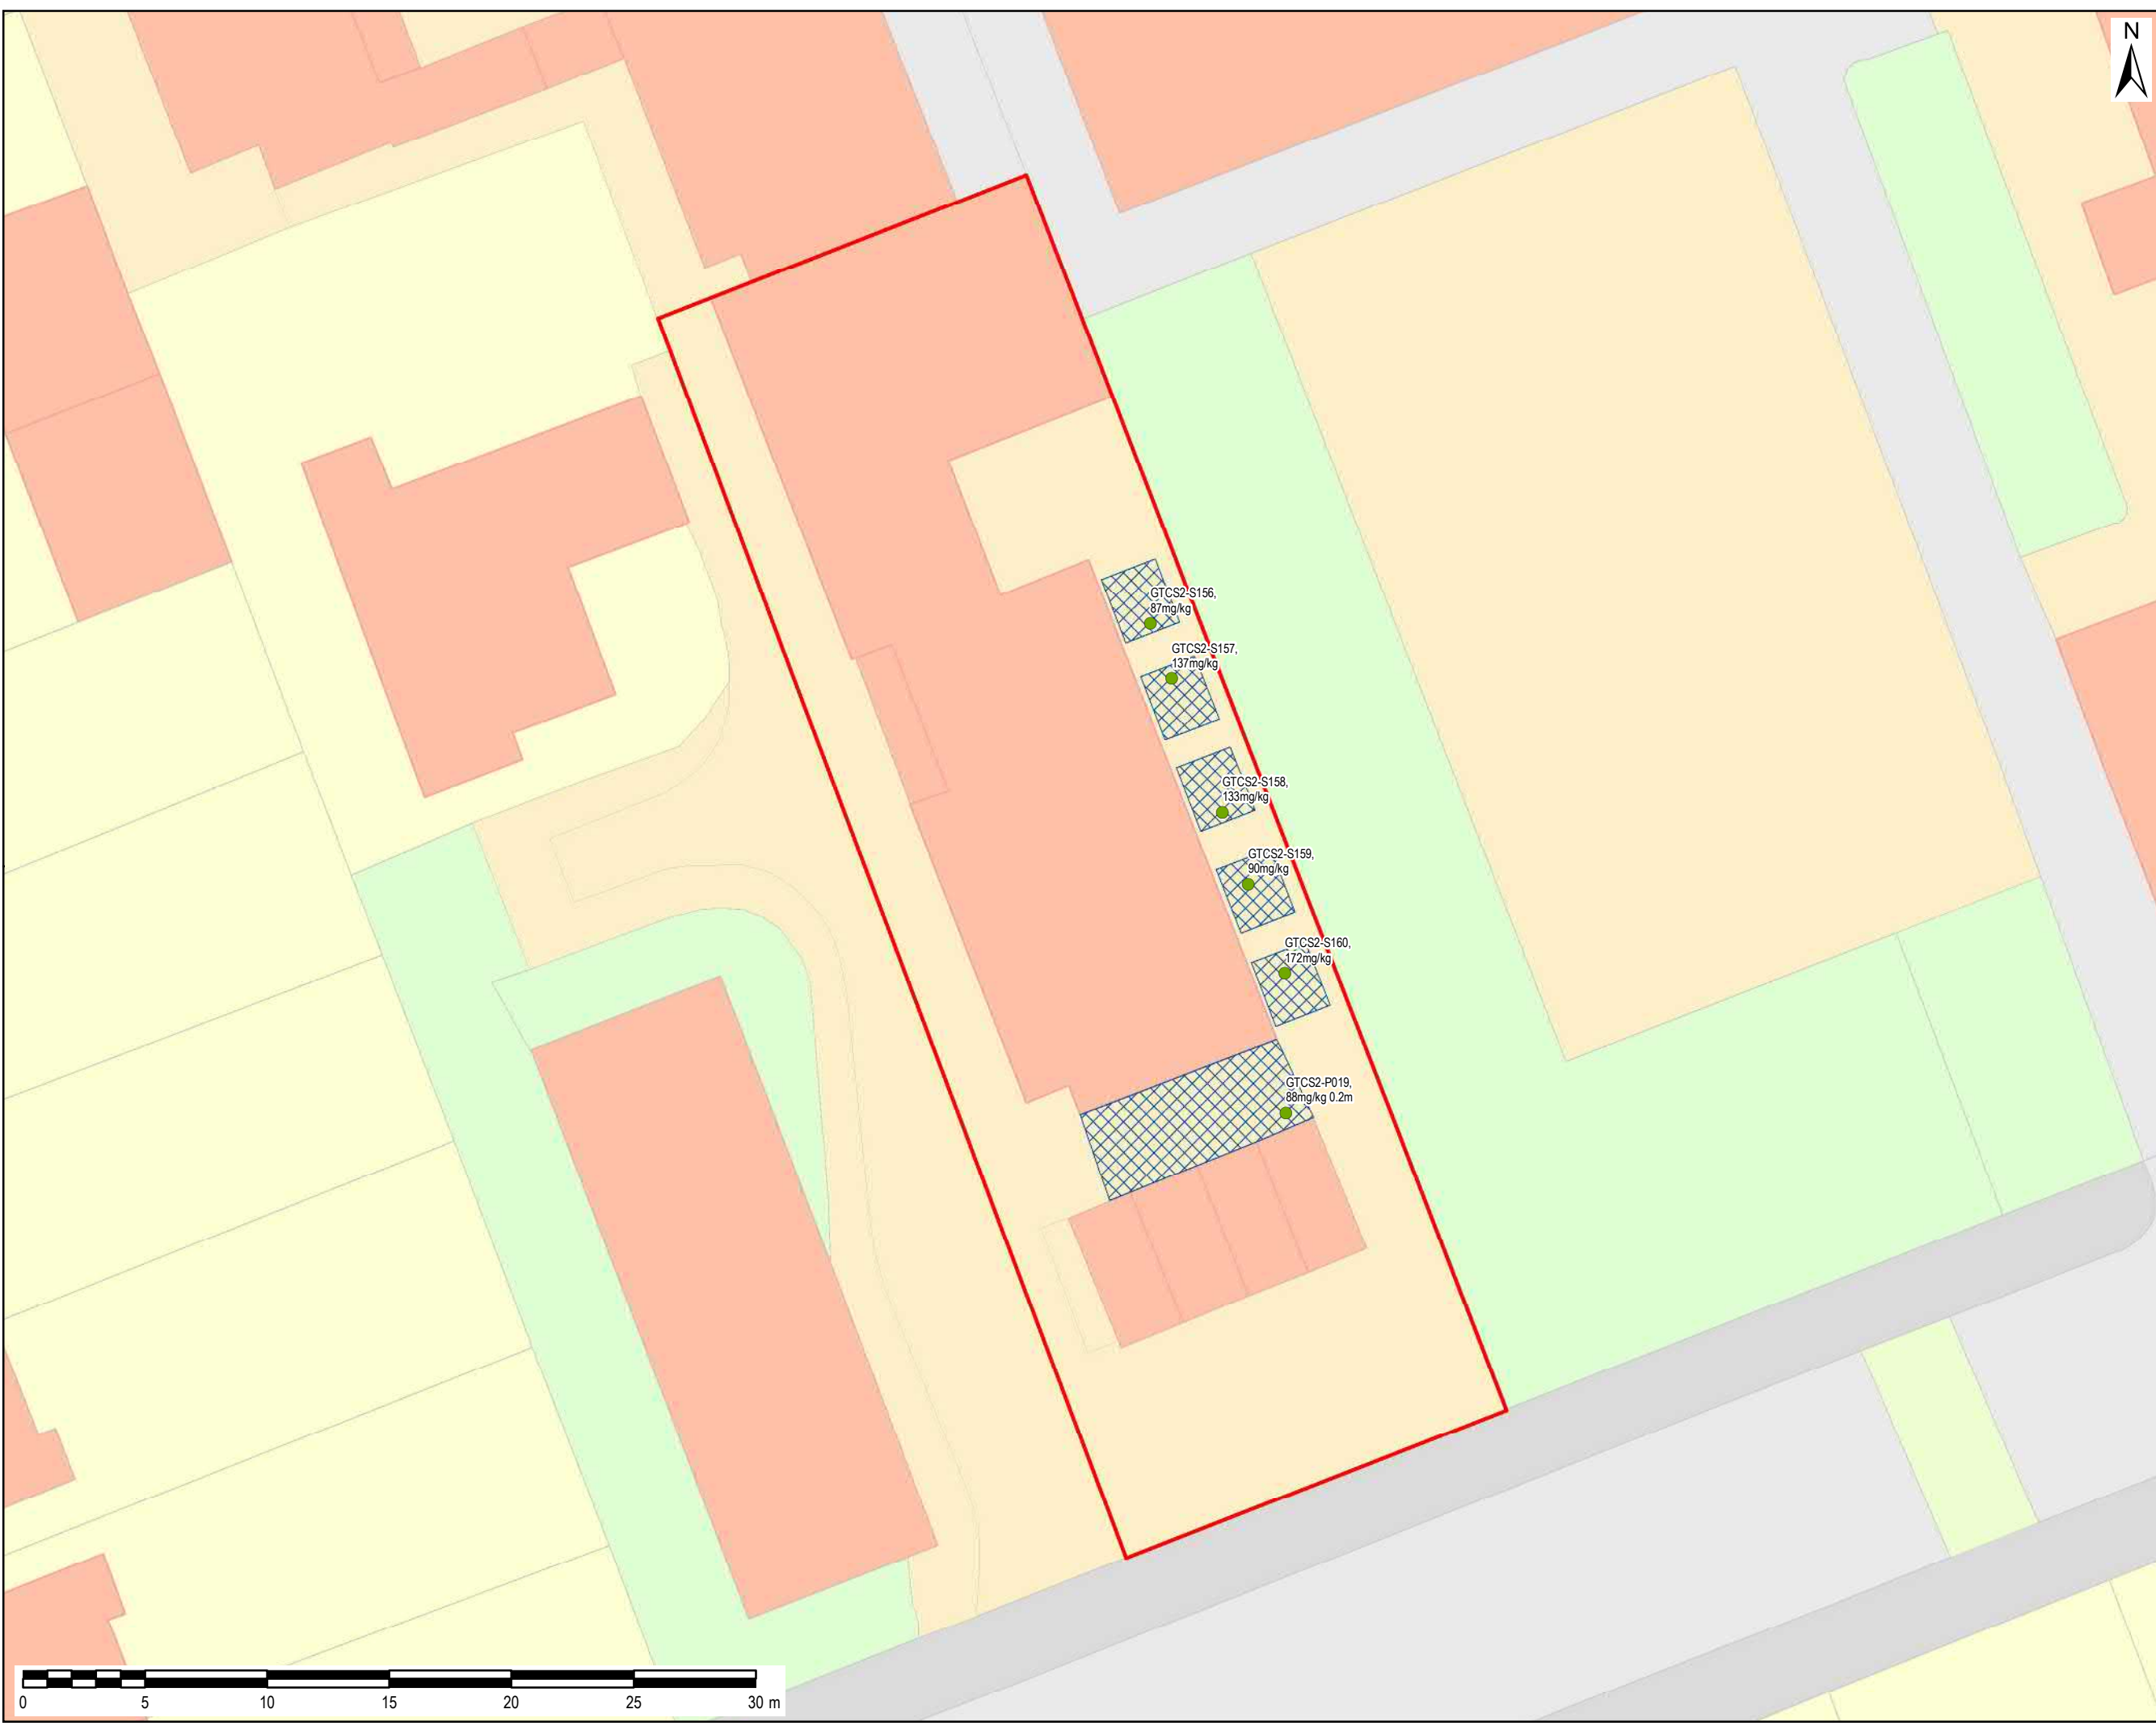 N
GTCS2-S156,
87mg/kg
GTCS2-S157,
137mg/kg
GTCS2-S158,
133mg/kg
GTCS2-S159,
90mg/kg
GTCS2-S160,
172mg/kg
GTCS2-P019,
88mg/kg 0.2m
0 5 10 15 20 25 30 m